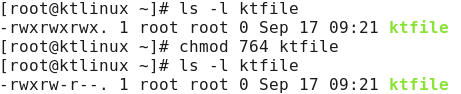 [root@ktlinux ~]# ls -l ktfile
-rwxrwxrwx. 1 root root 0 Sep 17 09:21 ktfile
[root@ktlinux ~]# chmod 764 ktfile
[root@ktlinux ~]# ls -l ktfile
-rwxrw-r--. 1 root root 0 Sep 17 09:21 ktfile